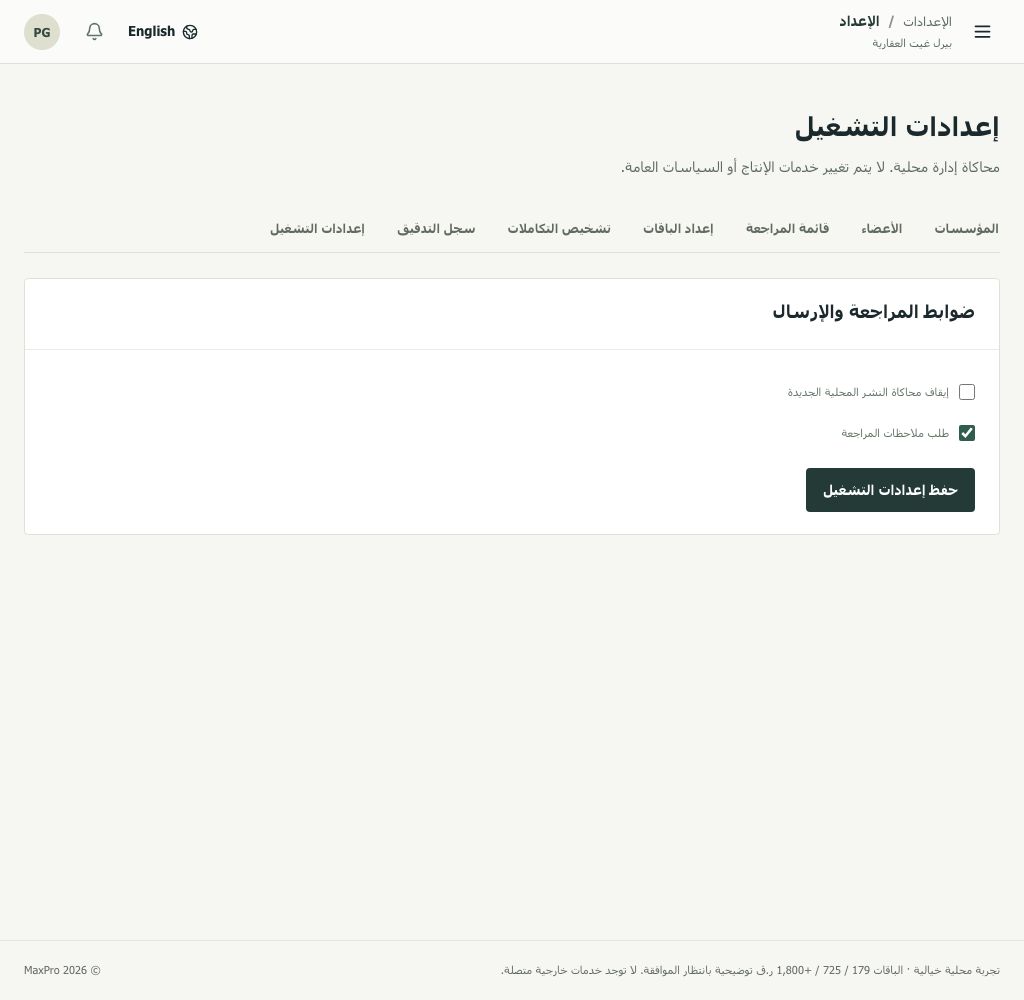 الإعدادات / الإعداد
بيرل غيت العقارية
English
PG
إعدادات التشغيل
محاكاة إدارة محلية. لا يتم تغيير خدمات الإنتاج أو السياسات العامة.
المؤسسات الأعضاء قائمة المراجعة إعداد الباقات تشخيص التكاملات سجل التدقيق إعدادات التشغيل
ضوابط المراجعة والإرسال
إيقاف محاكاة النشر المحلية الجديدة
طلب ملاحظات المراجعة
حفظ إعدادات التشغيل
تجربة محلية خيالية · الباقات 179 / 725 / +1,800 ر.ق توضيحية بانتظار الموافقة. لا توجد خدمات خارجية متصلة.
© 2026 MaxPro